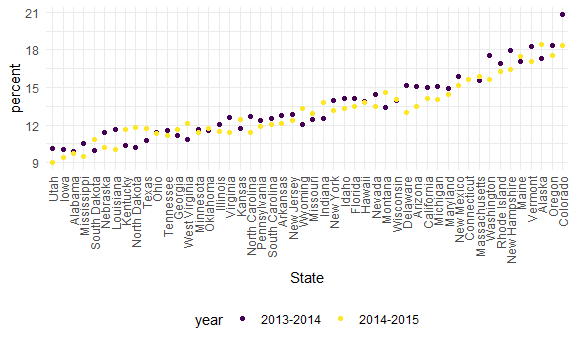 percent
21
18
15
12
9
Utah
Iowa
Alabama
Mississippi
South Dakota
Nebraska
Louisiana
Kentucky
North Dakota
Texas
Ohio
Tennessee
Georgia
West Virginia
Minnesota
Oklahoma
Illinois
Virginia
Kansas
North Carolina
Pennsylvania
South Carolina
Arkansas
New Jersey
Wyoming
Missouri
Indiana
New York
Idaho
Florida
Hawaii
Nevada
Montana
Wisconsin
Delaware
Arizona
California
Michigan
Maryland
New Mexico
Connecticut
Massachusetts
Washington
Rhode Island
New Hampshire
Maine
Vermont
Alaska
Oregon
Colorado
State
year 2013-2014 2014-2015